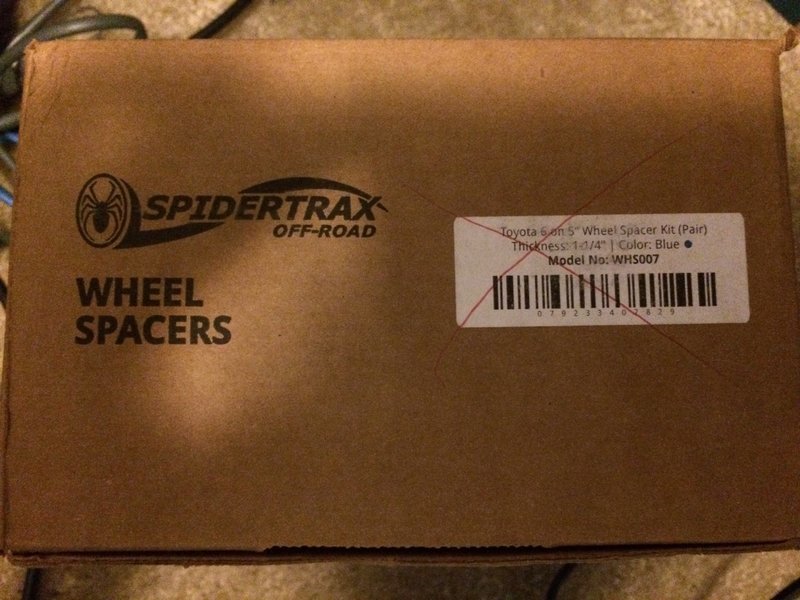 SPIDERTRAX
OFF-ROAD
WHEEL
SPACERS
Toyota 6 on 5" Wheel Spacer Kit (Pair)
Thickness: 1-1/4" | Color: Blue
Model No: WHS007
079233402829